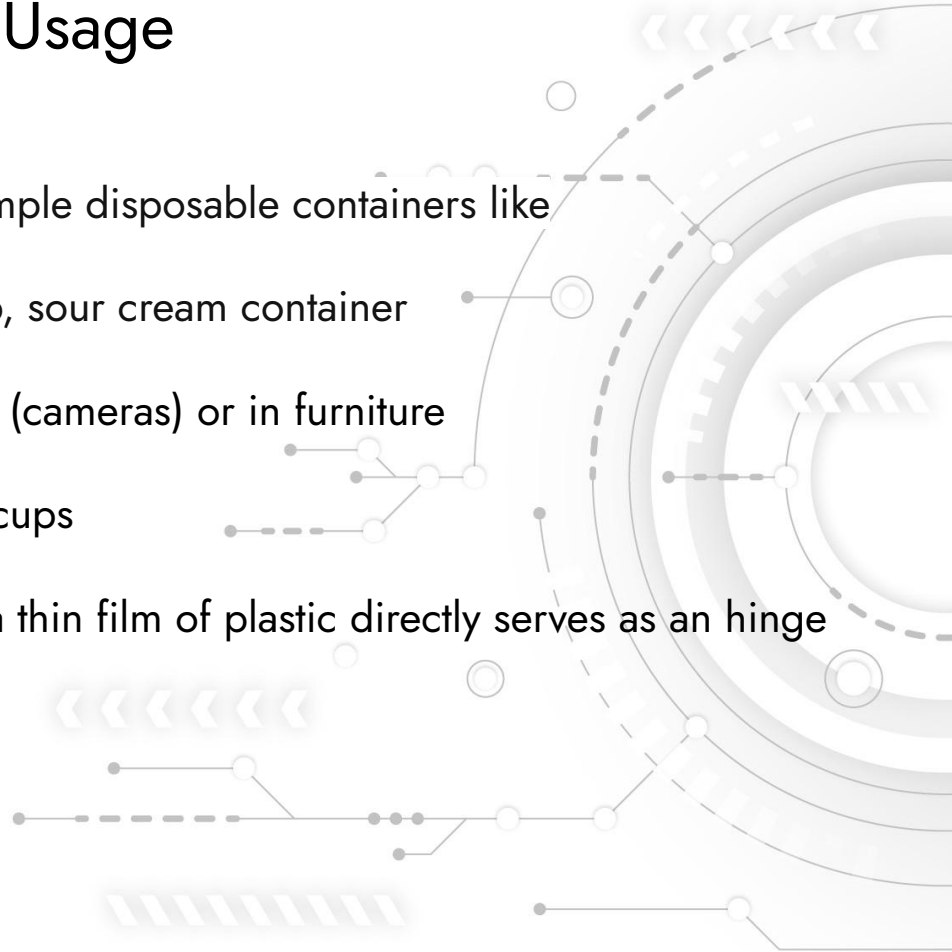 Usage
mple disposable containers like
, sour cream container
(cameras) or in furniture
cups
thin film of plastic directly serves as an hinge